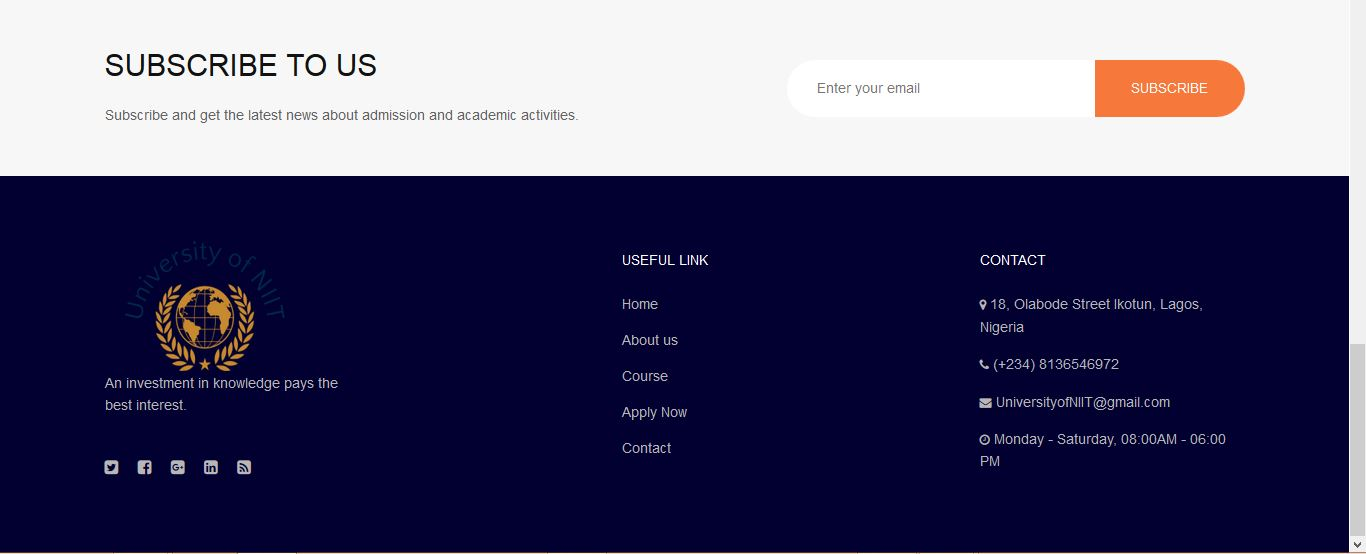 SUBSCRIBE TO US
Subscribe and get the latest news about admission and academic activities.
Enter your email
SUBSCRIBE
University of NIIT
An investment in knowledge pays the
best interest.
USEFUL LINK
Home
About us
Course
Apply Now
Contact
CONTACT
18, Olabode Street Ikotun, Lagos,
Nigeria
(+234) 8136546972
UniversityofNIIT@gmail.com
Monday - Saturday, 08:00AM - 06:00
PM